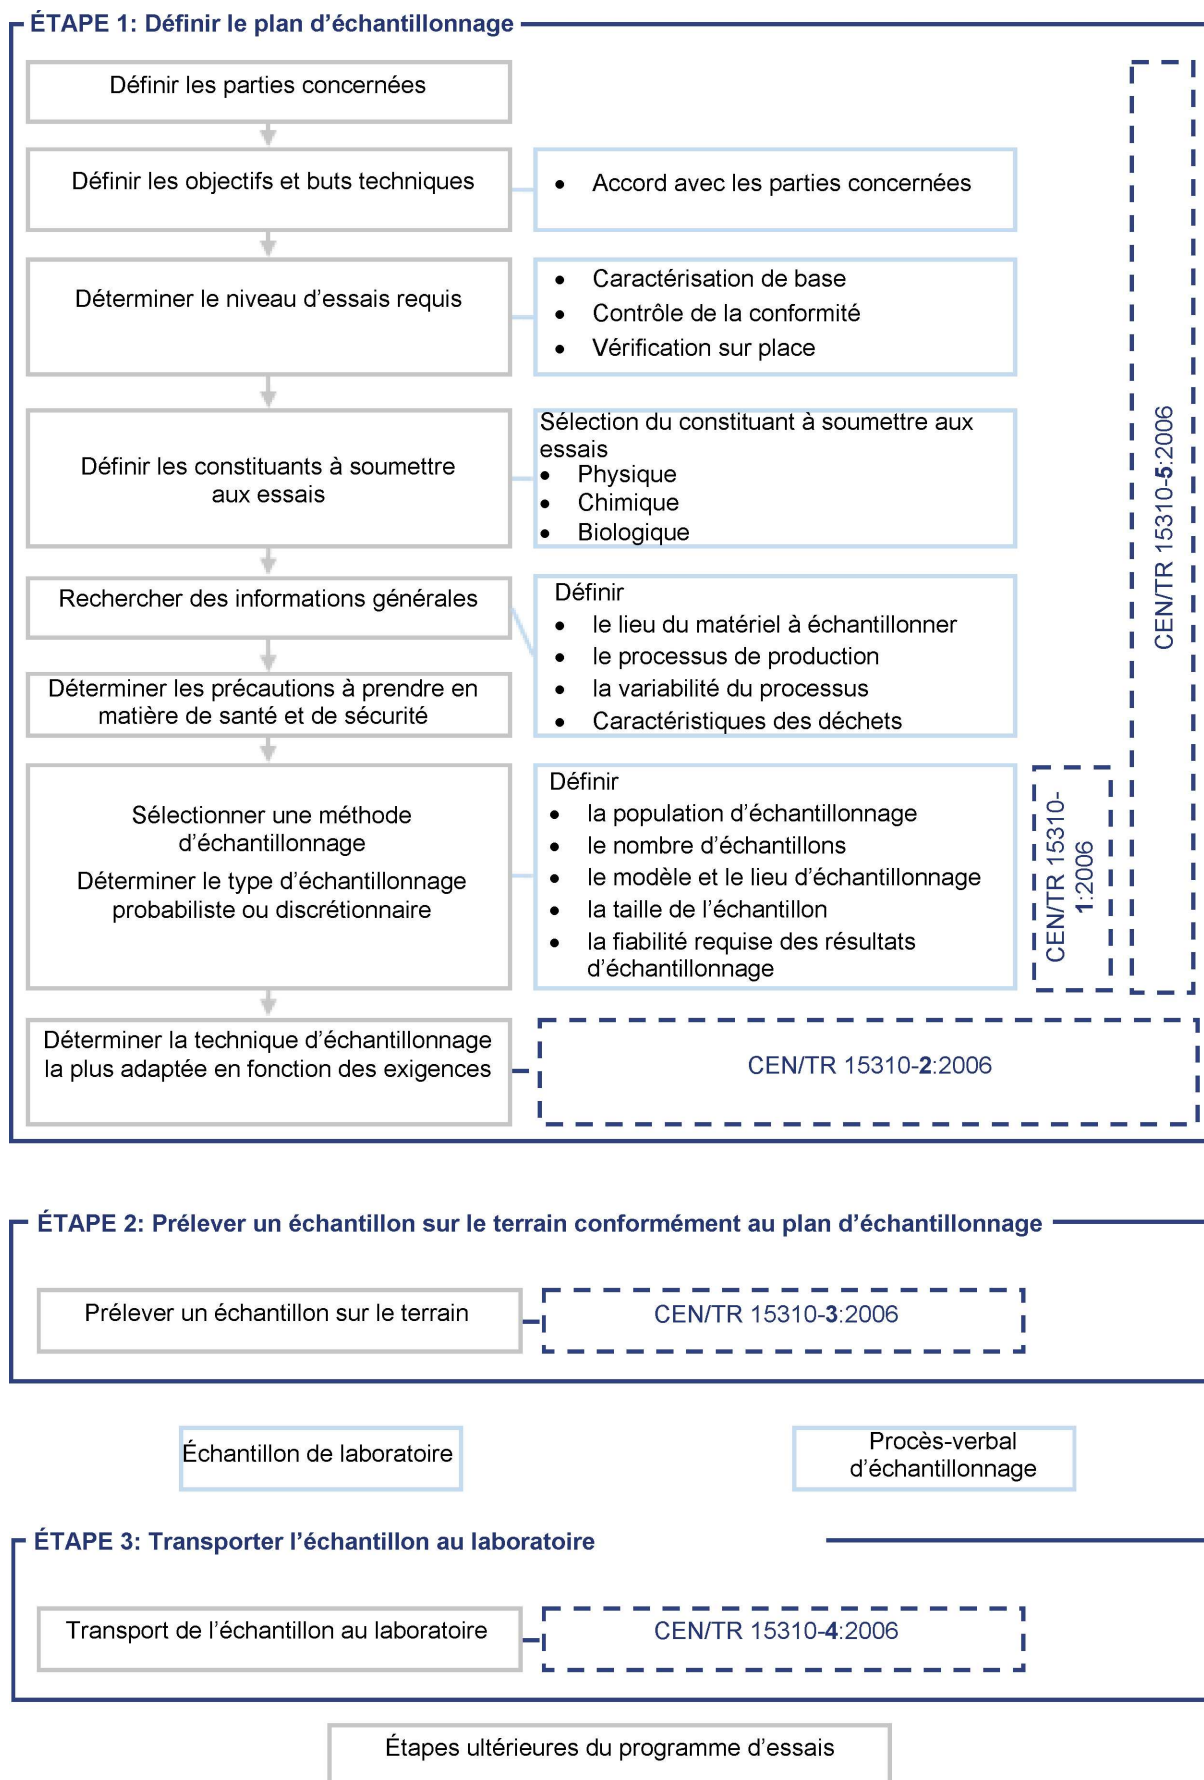 ÉTAPE 1: Définir le plan d’échantillonnage
Définir les parties concernées
Définir les objectifs et buts techniques
• Accord avec les parties concernées
Déterminer le niveau d’essais requis
• Caractérisation de base
• Contrôle de la conformité
• Vérification sur place
Définir les constituants à soumettre
aux essais
Sélection du constituant à soumettre aux
essais
• Physique
• Chimique
• Biologique
Rechercher des informations générales
Définir
• le lieu du matériel à échantillonner
• le processus de production
• la variabilité du processus
• Caractéristiques des déchets
Déterminer les précautions à prendre en
matière de santé et de sécurité
Sélectionner une méthode
d’échantillonnage
Déterminer le type d’échantillonnage
probabiliste ou discrétionnaire
Définir
• la population d’échantillonnage
• le nombre d’échantillons
• le modèle et le lieu d’échantillonnage
• la taille de l’échantillon
• la fiabilité requise des résultats
d’échantillonnage
CEN/TR 15310-
1:2006
CEN/TR 15310-5:2006
Déterminer la technique d’échantillonnage
la plus adaptée en fonction des exigences
CEN/TR 15310-2:2006
ÉTAPE 2: Prélever un échantillon sur le terrain conformément au plan d’échantillonnage
Prélever un échantillon sur le terrain
CEN/TR 15310-3:2006
Échantillon de laboratoire
Procès-verbal
d’échantillonnage
ÉTAPE 3: Transporter l’échantillon au laboratoire
Transport de l’échantillon au laboratoire
CEN/TR 15310-4:2006
Étapes ultérieures du programme d’essais